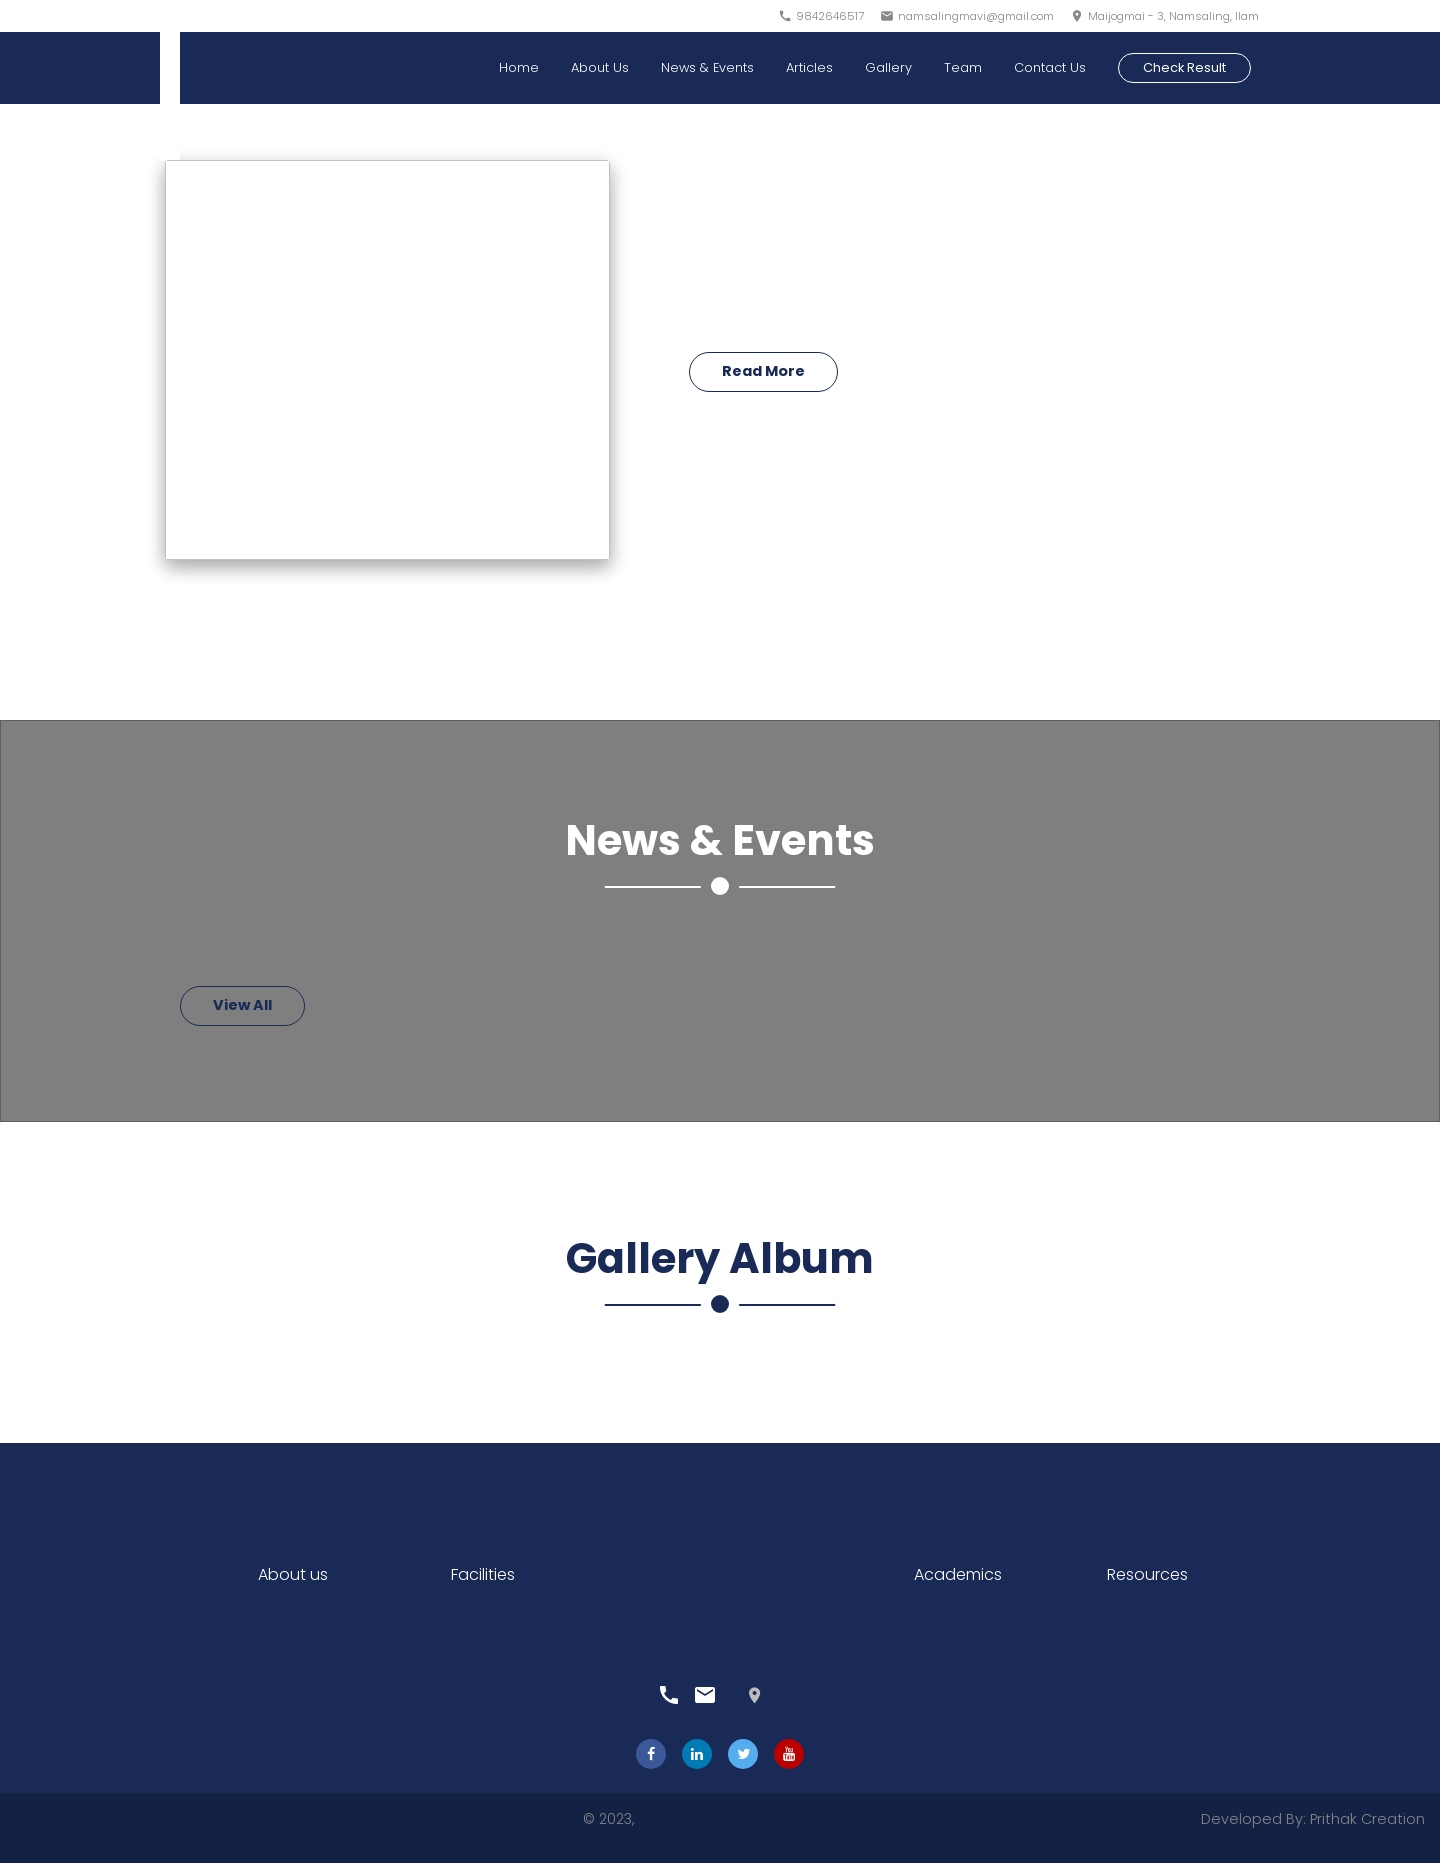 9842646517 namsalingmavi@gmail.com Maijogmai - 3, Namsaling, Ilam
Home About Us News & Events Articles Gallery Team Contact Us Check Result
Read More
News & Events
View All
Gallery Album
About us Facilities Academics Resources
© 2023, Developed By: Prithak Creation